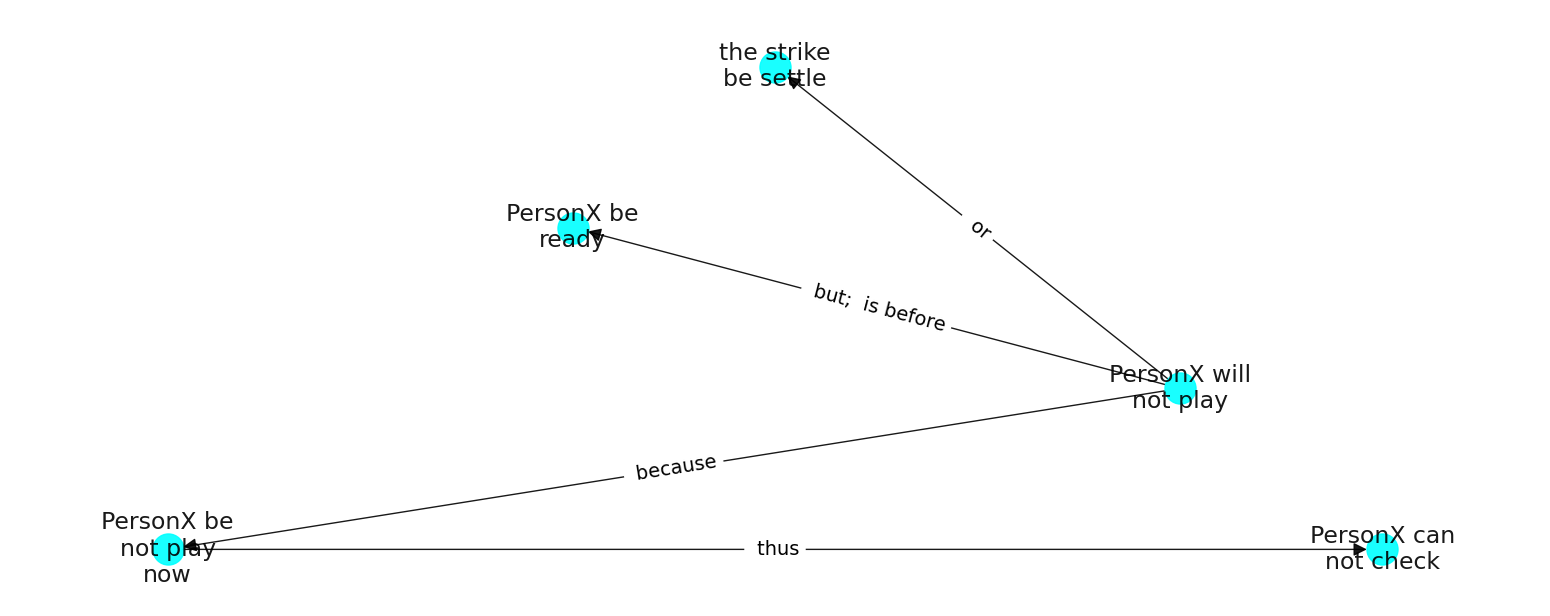 the strike
be settle
PersonX be
ready
or
but;  is before
PersonX will
not play
because
PersonX be
not play
now
thus
PersonX can
not check